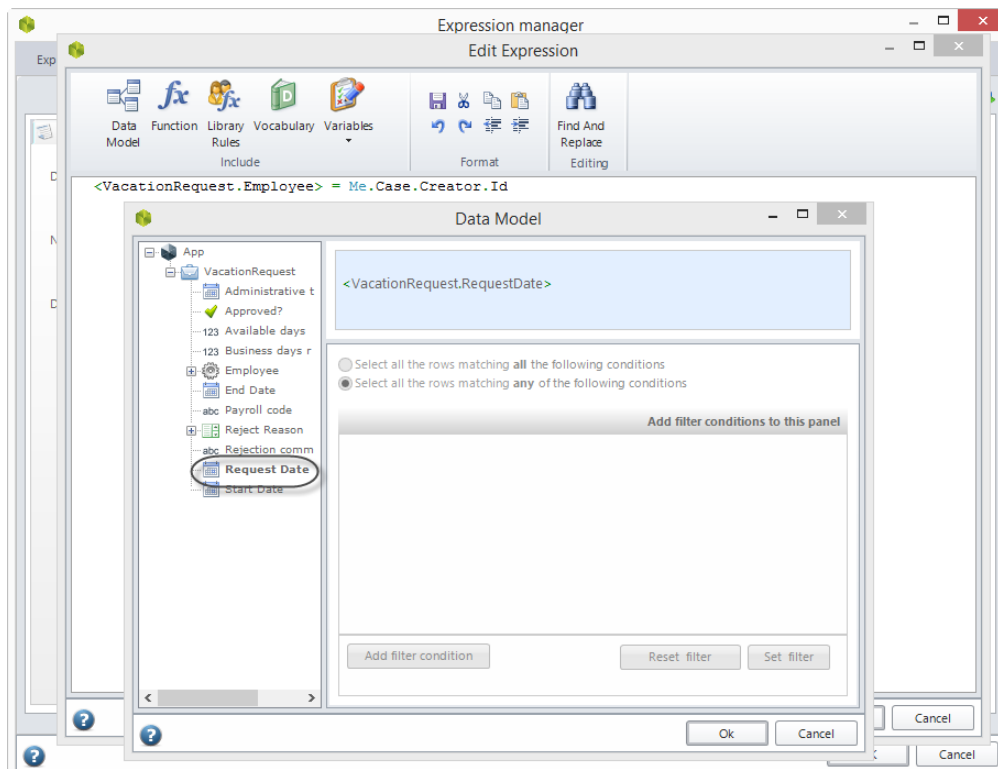 Expression manager
Edit Expression
Exp
Data Model
Function
Library Rules
Vocabulary
Variables
Find And Replace
Include
Format
Editing
<VacationRequest.Employee> = Me.Case.Creator.Id
Data Model
App
VacationRequest
Administrative t
Approved?
123 Available days
123 Business days r
Employee
End Date
abc Payroll code
Reject Reason
abc Rejection comm
Request Date
Start Date
<VacationRequest.RequestDate>
Select all the rows matching all the following conditions
Select all the rows matching any of the following conditions
Add filter conditions to this panel
Add filter condition
Reset filter
Set filter
Ok
Cancel
Cancel
Cancel